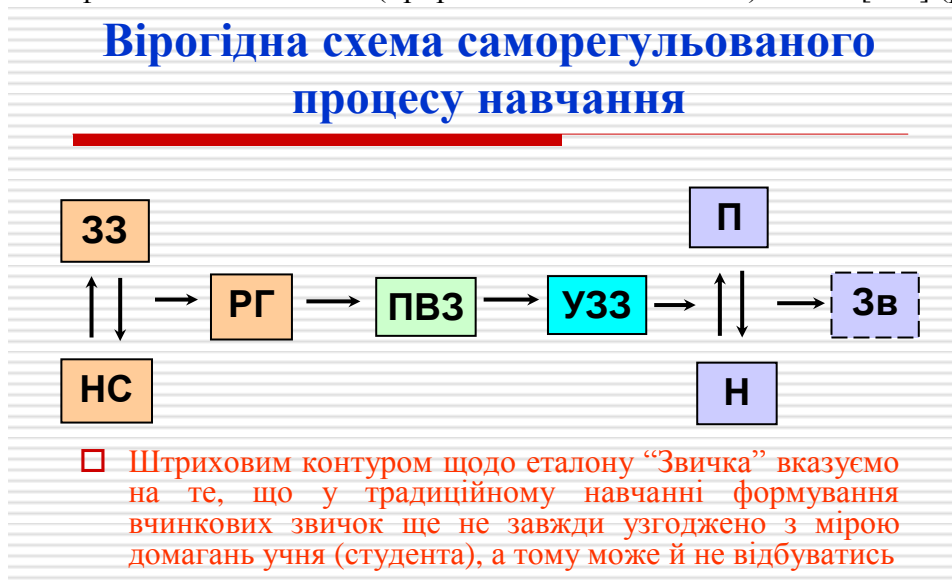 Вірогідна схема саморегульованого
процесу навчання
ЗЗ
П
РГ
ПВЗ
УЗЗ
Зв
НС
Н
Штриховим контуром щодо еталону “Звичка” вказуємо
на те, що у традиційному навчанні формування
вчинкових звичок ще не завжди узгоджено з мірою
домагань учня (студента), а тому може й не відбуватись